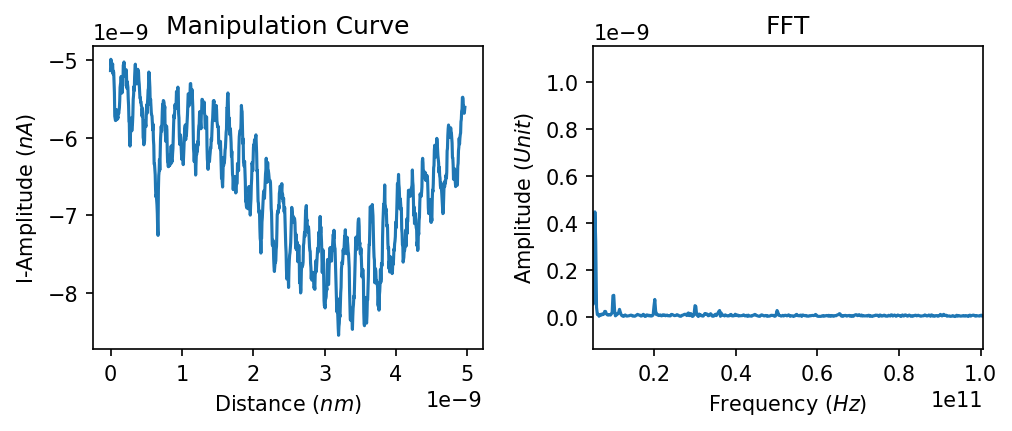 Manipulation Curve
1e−9
−5
−6
−7
−8
I-Amplitude (nA)
0 1 2 3 4 5
1e−9
Distance (nm)
FFT
1e−9
1.0
0.8
0.6
0.4
0.2
0.0
Amplitude (Unit)
0.2 0.4 0.6 0.8 1.0
1e11
Frequency (Hz)